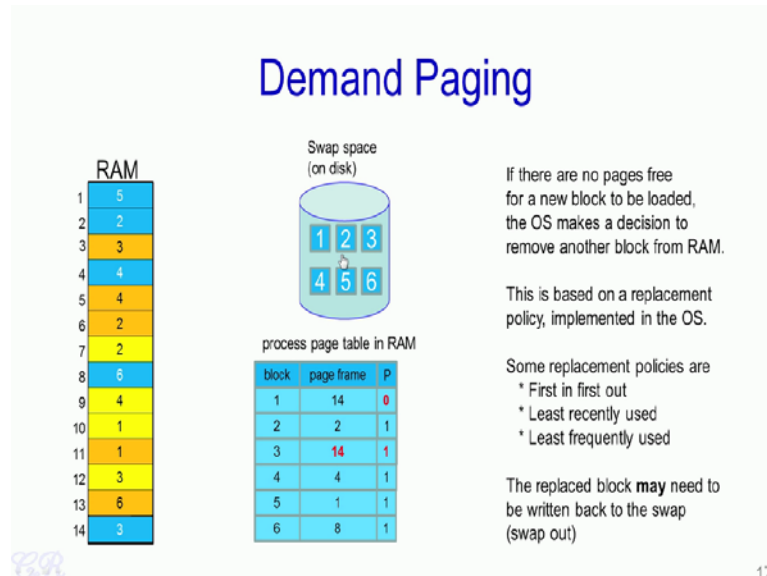 Demand Paging
RAM
1 5
2 2
3 3
4 4
5 4
6 2
7 2
8 6
9 4
10 1
11 1
12 3
13 6
14 3
Swap space
(on disk)
1 2 3
4 5 6
process page table in RAM
block page frame P
1 14 0
2 2 1
3 14 1
4 4 1
5 1 1
6 8 1
If there are no pages free
for a new block to be loaded,
the OS makes a decision to
remove another block from RAM.
This is based on a replacement
policy, implemented in the OS.
Some replacement policies are
* First in first out
* Least recently used
* Least frequently used
The replaced block may need to
be written back to the swap
(swap out)